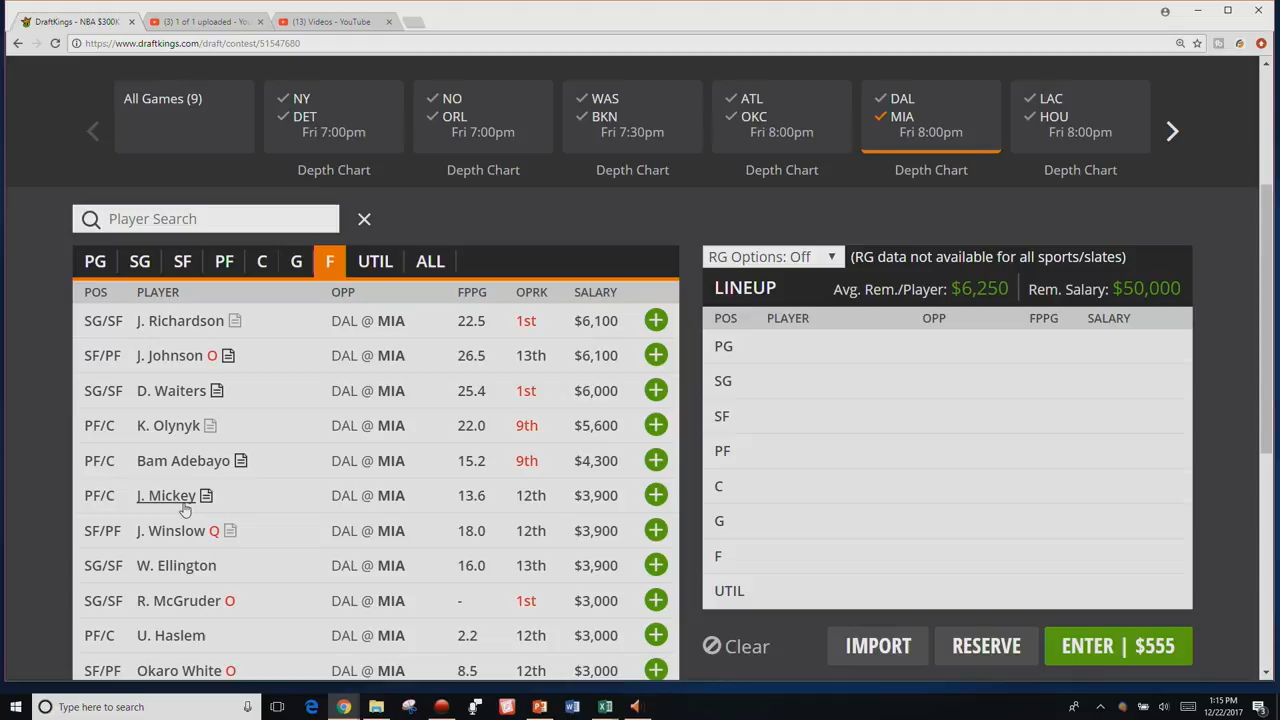 DraftKings - NBA $300K
(3) 1 of 1 uploaded - You
(13) Videos - YouTube
https://www.draftkings.com/draft/contest/51547680
All Games (9)
NY
DET
Fri 7:00pm
NO
ORL
Fri 7:00pm
WAS
BKN
Fri 7:30pm
ATL
OKC
Fri 8:00pm
DAL
MIA
Fri 8:00pm
LAC
HOU
Fri 8:00pm
Depth Chart Depth Chart Depth Chart Depth Chart Depth Chart Depth Chart
Player Search
PG SG SF PF C G F UTIL ALL
POS PLAYER OPP FPPG OPRK SALARY
SG/SF J. Richardson DAL @ MIA 22.5 1st $6,100
SF/PF J. Johnson O DAL @ MIA 26.5 13th $6,100
SG/SF D. Waiters DAL @ MIA 25.4 1st $6,000
PF/C K. Olynyk DAL @ MIA 22.0 9th $5,600
PF/C Bam Adebayo DAL @ MIA 15.2 9th $4,300
PF/C J. Mickey DAL @ MIA 13.6 12th $3,900
SF/PF J. Winslow Q DAL @ MIA 18.0 12th $3,900
SG/SF W. Ellington DAL @ MIA 16.0 13th $3,900
SG/SF R. McGruder O DAL @ MIA - 1st $3,000
PF/C U. Haslem DAL @ MIA 2.2 12th $3,000
SF/PF Okaro White O DAL @ MIA 8.5 12th $3,000
RG Options: Off (RG data not available for all sports/slates)
LINEUP Avg. Rem./Player: $6,250 Rem. Salary: $50,000
POS PLAYER OPP FPPG SALARY
PG
SG
SF
PF
C
G
F
UTIL
Clear IMPORT RESERVE ENTER | $555
Type here to search
1:15 PM
12/22/2017